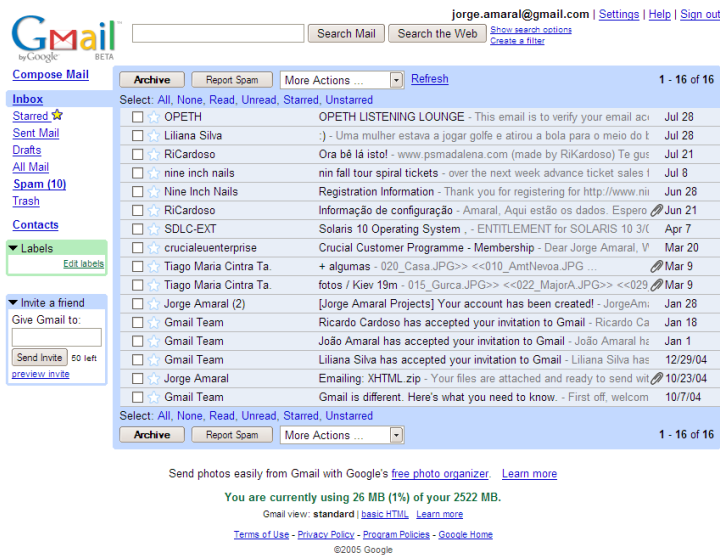 jorge.amaral@gmail.com | Settings | Help | Sign out
Gmail™
by Google BETA
Search Mail Search the Web Show search options
Create a filter
Compose Mail
Inbox
Starred
Sent Mail
Drafts
All Mail
Spam (10)
Trash
Contacts
Labels
Edit labels
Invite a friend
Give Gmail to:
Send Invite 50 left
preview invite
Archive Report Spam More Actions ... Refresh 1 - 16 of 16
Select: All, None, Read, Unread, Starred, Unstarred
OPETH OPETH LISTENING LOUNGE - This email is to verify your email acc Jul 28
Liliana Silva :) - Uma mulher estava a jogar golfe e atirou a bola para o meio do b Jul 28
RiCardoso Ora bê lá isto! - www.psmadalena.com (made by RiKardoso) Te gus Jul 21
nine inch nails nin fall tour spiral tickets - over the next week advance ticket sales f Jul 8
Nine Inch Nails Registration Information - Thank you for registering for http://www.nii Jun 28
RiCardoso Informação de configuração - Amaral, Aqui estão os dados. Espero Jun 21
SDLC-EXT Solaris 10 Operating System , - ENTITLEMENT for SOLARIS 10 3/0 Apr 7
crucialeuenterprise Crucial Customer Programme - Membership - Dear Jorge Amaral, W Mar 20
Tiago Maria Cintra Ta. + algumas - 020_Casa.JPG>> <<010_AmtNevoa.JPG ... Mar 9
Tiago Maria Cintra Ta. fotos / Kiev 19m - 015_Gurca.JPG>> <<022_MajorA.JPG>> <<029 Mar 9
Jorge Amaral (2) [Jorge Amaral Projects] Your account has been created! - JorgeAma Jan 28
Gmail Team Ricardo Cardoso has accepted your invitation to Gmail - Ricardo Ca Jan 18
Gmail Team João Amaral has accepted your invitation to Gmail - João Amaral ha Jan 1
Gmail Team Liliana Silva has accepted your invitation to Gmail - Liliana Silva has 12/29/04
Jorge Amaral Emailing: XHTML.zip - Your files are attached and ready to send wit 10/23/04
Gmail Team Gmail is different. Here's what you need to know. - First off, welcom 10/7/04
Select: All, None, Read, Unread, Starred, Unstarred
Archive Report Spam More Actions ... 1 - 16 of 16
Send photos easily from Gmail with Google's free photo organizer. Learn more
You are currently using 26 MB (1%) of your 2522 MB.
Gmail view: standard | basic HTML Learn more
Terms of Use - Privacy Policy - Program Policies - Google Home
©2005 Google